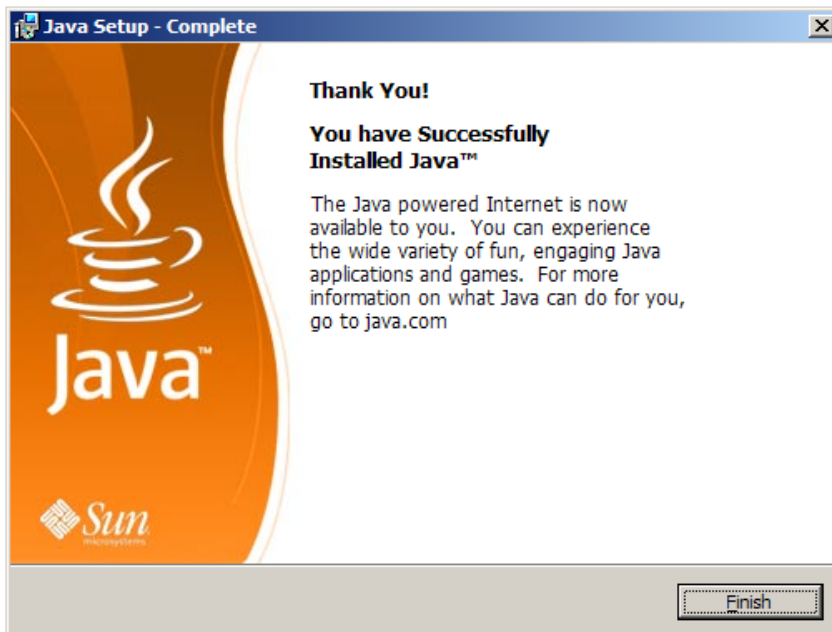 Java Setup - Complete
Thank You!
You have Successfully
Installed Java™
The Java powered Internet is now
available to you.  You can experience
the wide variety of fun, engaging Java
applications and games.  For more
information on what Java can do for you,
go to java.com
Java™
Sun
microsystems
Finish